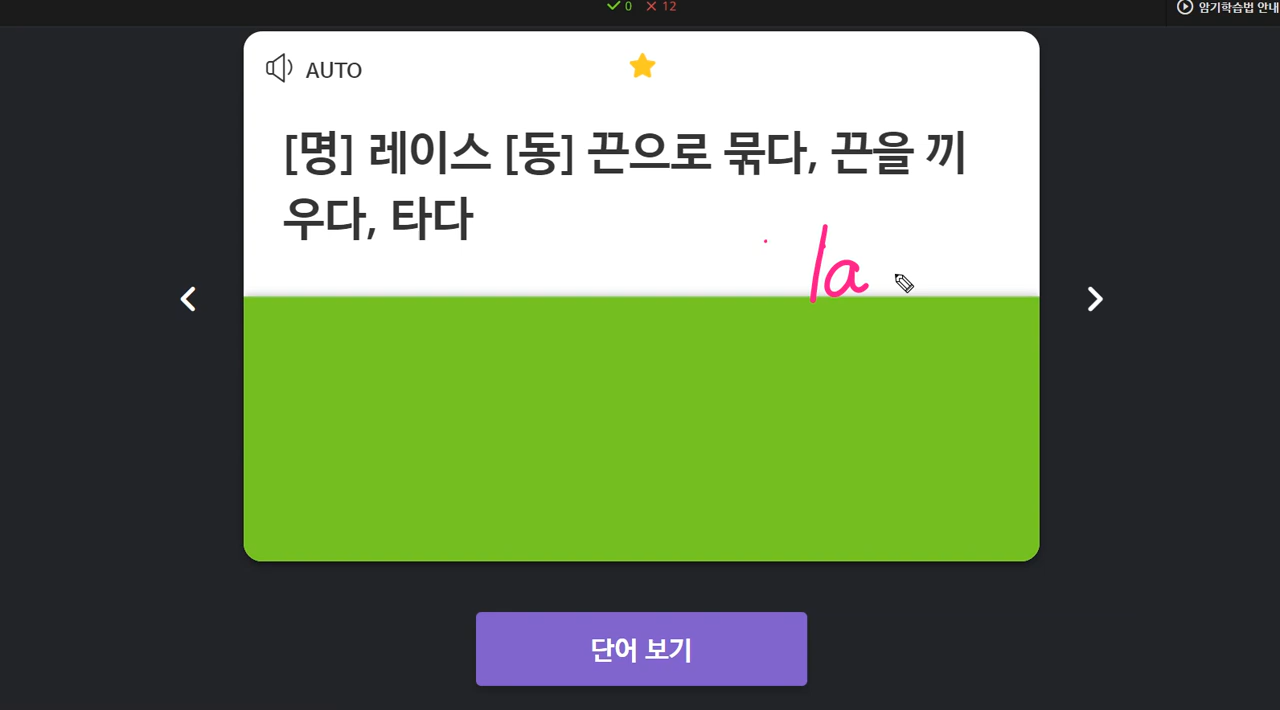 0 12
암기학습법 안내
AUTO
[명] 레이스 [동] 끈으로 묶다, 끈을 끼
우다, 타다
la
단어 보기